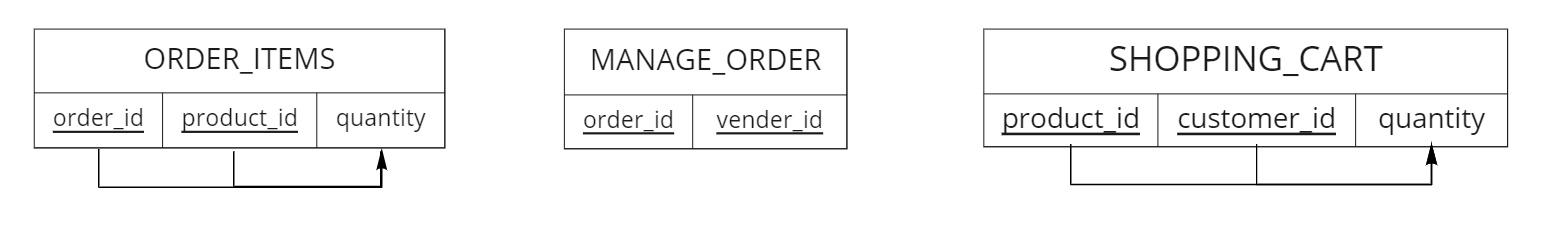 ORDER_ITEMS
order_id product_id quantity
MANAGE_ORDER
order_id vender_id
SHOPPING_CART
product_id customer_id quantity